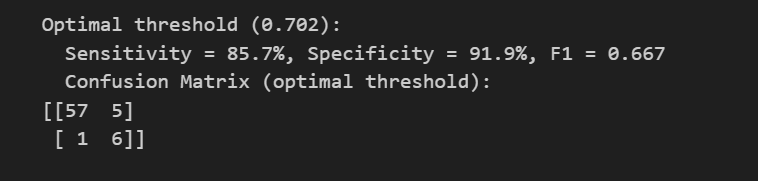 Optimal threshold (0.702):
  Sensitivity = 85.7%, Specificity = 91.9%, F1 = 0.667
  Confusion Matrix (optimal threshold):
[[57  5]
 [ 1  6]]